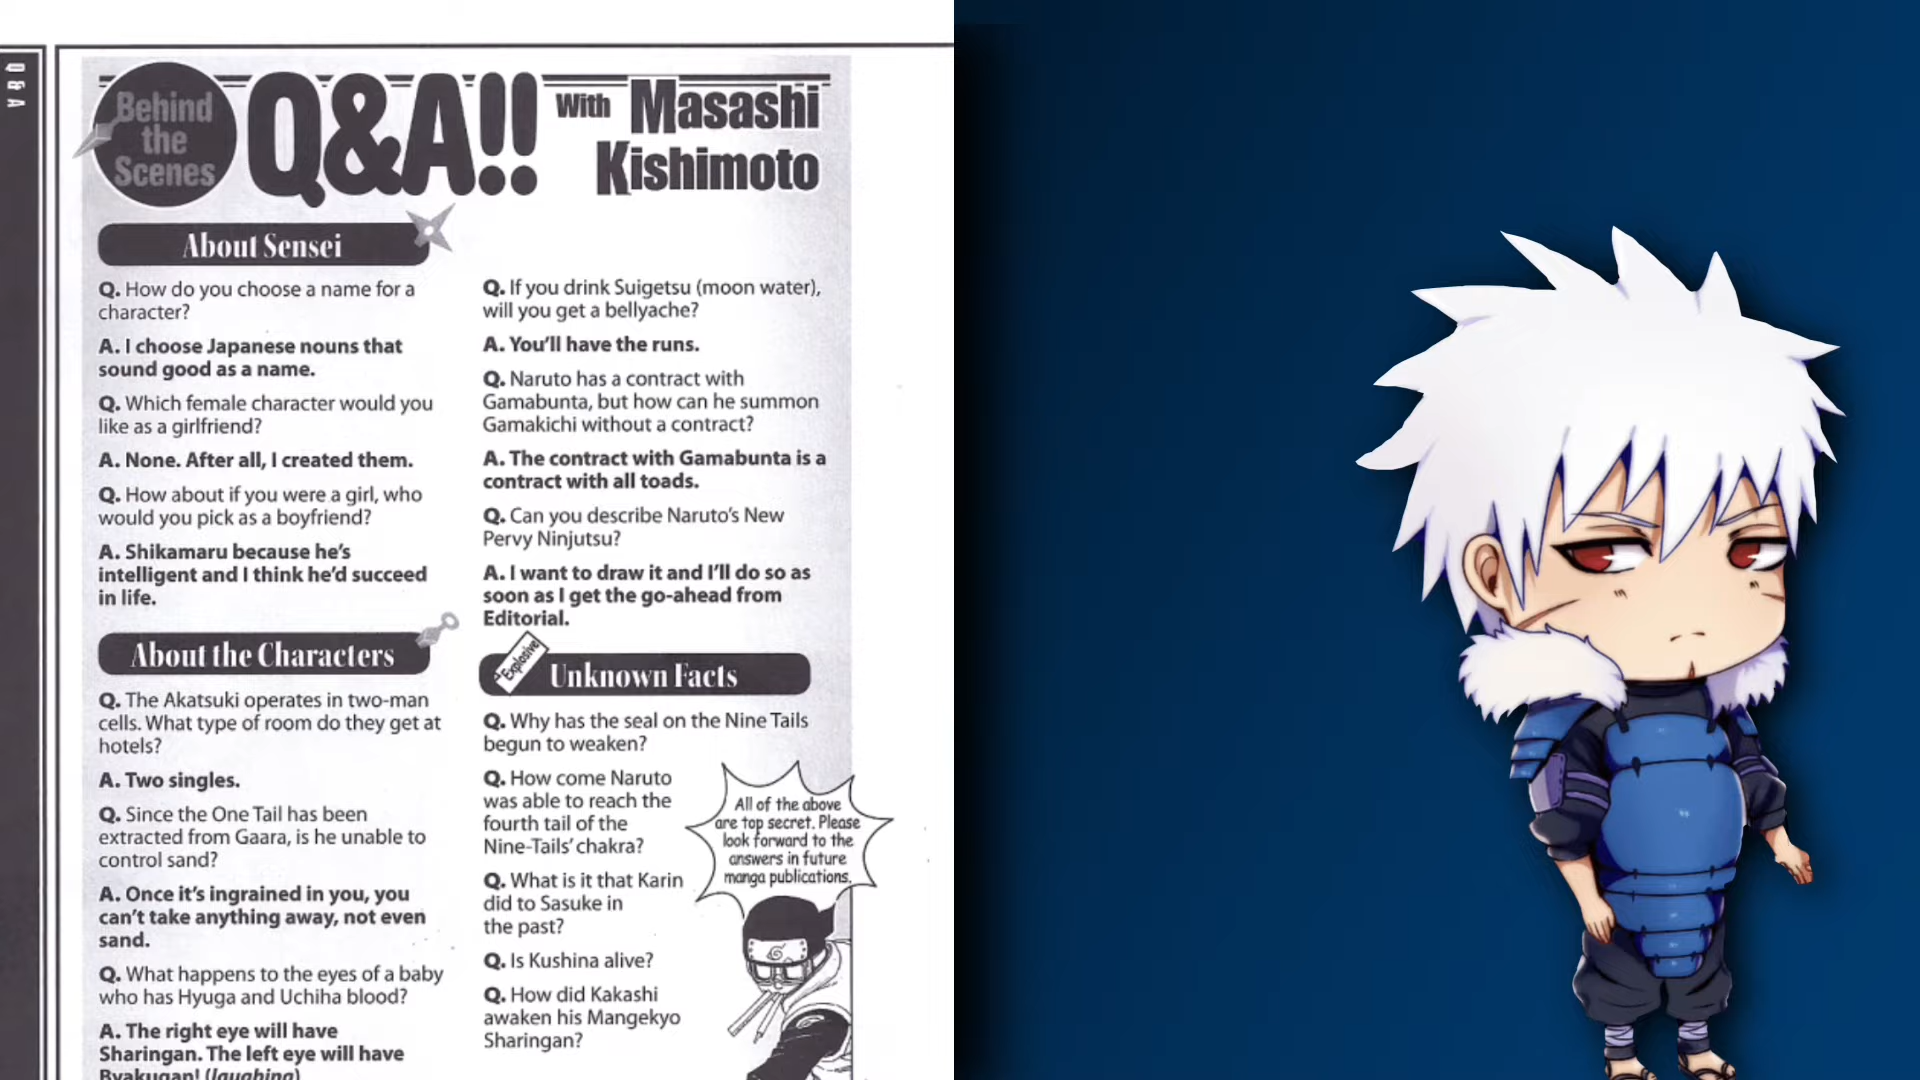 Q&A
Behind
the
Scenes
Q&A!!
With Masashi
Kishimoto
About Sensei
Q. How do you choose a name for a
character?
A. I choose Japanese nouns that
sound good as a name.
Q. Which female character would you
like as a girlfriend?
A. None. After all, I created them.
Q. How about if you were a girl, who
would you pick as a boyfriend?
A. Shikamaru because he's
intelligent and I think he'd succeed
in life.
About the Characters
Q. The Akatsuki operates in two-man
cells. What type of room do they get at
hotels?
A. Two singles.
Q. Since the One Tail has been
extracted from Gaara, is he unable to
control sand?
A. Once it's ingrained in you, you
can't take anything away, not even
sand.
Q. What happens to the eyes of a baby
who has Hyuga and Uchiha blood?
A. The right eye will have
Sharingan. The left eye will have
Byakugan! (laughing)
Q. If you drink Suigetsu (moon water),
will you get a bellyache?
A. You'll have the runs.
Q. Naruto has a contract with
Gamabunta, but how can he summon
Gamakichi without a contract?
A. The contract with Gamabunta is a
contract with all toads.
Q. Can you describe Naruto's New
Pervy Ninjutsu?
A. I want to draw it and I'll do so as
soon as I get the go-ahead from
Editorial.
Explosive
Unknown Facts
Q. Why has the seal on the Nine Tails
begun to weaken?
Q. How come Naruto
was able to reach the
fourth tail of the
Nine-Tails' chakra?
Q. What is it that Karin
did to Sasuke in
the past?
Q. Is Kushina alive?
Q. How did Kakashi
awaken his Mangekyo
Sharingan?
All of the above
are top secret. Please
look forward to the
answers in future
manga publications.